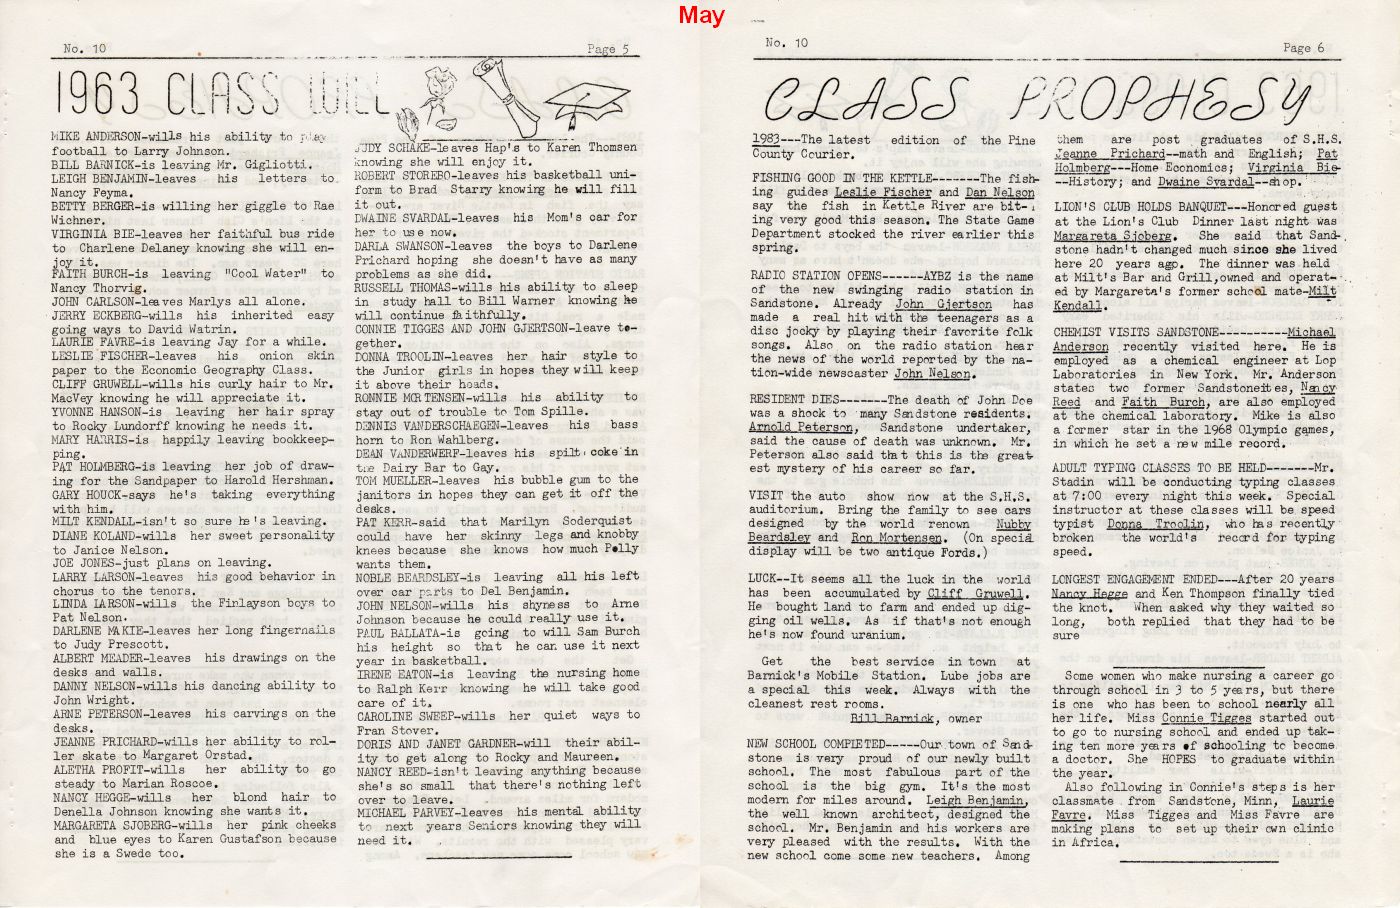 May
No. 10
Page 5
1963 CLASS WILL
MIKE ANDERSON-wills his ability to play
football to Larry Johnson.
BILL BARNICK-is leaving Mr. Gigliotti.
LEIGH BENJAMIN-leaves his letters to
Nancy Feyma.
BETTY BERGER-is willing her giggle to Rae
Wichner.
VIRGINIA BIE-leaves her faithful bus ride
to Charlene Delaney knowing she will en-
joy it.
FAITH BURCH-is leaving "Cool Water" to
Nancy Thorvig.
JOHN CARLSON-leaves Marlys all alone.
JERRY ECKBERG-wills his inherited easy
going ways to David Watrin.
LAURIE FAVRE-is leaving Jay for a while.
LESLIE FISCHER-leaves his onion skin
paper to the Economic Geography Class.
CLIFF GRUWELL-wills his curly hair to Mr.
MacVey knowing he will appreciate it.
YVONNE HANSON-is leaving her hair spray
to Rocky Lundorff knowing he needs it.
MARY HARRIS-is happily leaving bookkeep-
ping.
PAT HOLMBERG-is leaving her job of draw-
ing for the Sandpaper to Harold Hershman.
GARY HOUCK-says he's taking everything
with him.
MILT KENDALL-isn't so sure he's leaving.
DIANE KOLAND-wills her sweet personality
to Janice Nelson.
JOE JONES-just plans on leaving.
LARRY LARSON-leaves his good behavior in
chorus to the tenors.
LINDA LARSON-wills the Finlayson boys to
Pat Nelson.
DARLENE MAKIE-leaves her long fingernails
to Judy Prescott.
ALBERT MEADER-leaves his drawings on the
desks and walls.
DANNY NELSON-wills his dancing ability to
John Wright.
ARNE PETERSON-leaves his carvings on the
desks.
JEANNE PRICHARD-wills her ability to rol-
ler skate to Margaret Orstad.
ALETHA PROFIT-wills her ability to go
steady to Marian Roscoe.
NANCY HEGGE-wills her blond hair to
Denella Johnson knowing she wants it.
MARGARETA SJOBERG-wills her pink cheeks
and blue eyes to Karen Gustafson because
she is a Swede too.
JUDY SCHAKE-leaves Hap's to Karen Thomsen
knowing she will enjoy it.
ROBERT STOREBO-leaves his basketball uni-
form to Brad Starry knowing he will fill
it out.
DWAINE SVARDAL-leaves his Mom's car for
her to use now.
DARLA SWANSON-leaves the boys to Darlene
Prichard hoping she doesn't have as many
problems as she did.
RUSSELL THOMAS-wills his ability to sleep
in study hall to Bill Warner knowing he
will continue faithfully.
CONNIE TIGGES AND JOHN GJERTSON-leave to-
gether.
DONNA TROOLIN-leaves her hair style to
the Junior girls in hopes they will keep
it above their heads.
RONNIE MORTENSEN-wills his ability to
stay out of trouble to Tom Spille.
DENNIS VANDERSCHAEGEN-leaves his bass
horn to Ron Wahlberg.
DEAN VANDERWERF-leaves his spilt coke in
the Dairy Bar to Gay.
TOM MUELLER-leaves his bubble gum to the
janitors in hopes they can get it off the
desks.
PAT KERR-said that Marilyn Soderquist
could have her skinny legs and knobby
knees because she knows how much Polly
wants them.
NOBLE BEARDSLEY-is leaving all his left
over car parts to Del Benjamin.
JOHN NELSON-wills his shyness to Arne
Johnson because he could really use it.
PAUL BALLATA-is going to will Sam Burch
his height so that he can use it next
year in basketball.
IRENE EATON-is leaving the nursing home
to Ralph Kerr knowing he will take good
care of it.
CAROLINE SWEEP-wills her quiet ways to
Fran Stover.
DORIS AND JANET GARDNER-will their abil-
ity to get along to Rocky and Maureen.
NANCY REED-isn't leaving anything because
she's so small that there's nothing left
over to leave.
MICHAEL PARVEY-leaves his mental ability
to next years Seniors knowing they will
need it.
No. 10
Page 6
CLASS PROPHESY
1983---The latest edition of the Pine
County Courier.
FISHING GOOD IN THE KETTLE-------The fish-
ing guides Leslie Fischer and Dan Nelson
say the fish in Kettle River are bit-
ing very good this season. The State Game
Department stocked the river earlier this
spring.
RADIO STATION OPENS------AYBZ is the name
of the new swinging radio station in
Sandstone. Already John Gjertson has
made a real hit with the teenagers as a
disc jocky by playing their favorite folk
songs. Also on the radio station hear
the news of the world reported by the na-
tion-wide newscaster John Nelson.
RESIDENT DIES-------The death of John Doe
was a shock to many Sandstone residents.
Arnold Peterson, Sandstone undertaker,
said the cause of death was unknown. Mr.
Peterson also said that this is the great-
est mystery of his career so far.
VISIT the auto show now at the S.H.S.
auditorium. Bring the family to see cars
designed by the world renown Nubby
Beardsley and Ron Mortensen. (On special
display will be two antique Fords.)
LUCK--It seems all the luck in the world
has been accumulated by Cliff Gruwell.
He bought land to farm and ended up dig-
ging oil wells. As if that's not enough
he's now found uranium.
Get the best service in town at
Barnick's Mobile Station. Lube jobs are
a special this week. Always with the
cleanest rest rooms.
Bill Barnick, owner
NEW SCHOOL COMPLETED-----Our town of Sand-
stone is very proud of our newly built
school. The most fabulous part of the
school is the big gym. It's the most
modern for miles around. Leigh Benjamin,
the well known architect, designed the
school. Mr. Benjamin and his workers are
very pleased with the results. With the
new school come some new teachers. Among
them are post graduates of S.H.S.
Jeanne Prichard--math and English; Pat
Holmberg---Home Economics; Virginia Bie-
--History; and Dwaine Svardal--shop.
LION'S CLUB HOLDS BANQUET---Honored guest
at the Lion's Club Dinner last night was
Margareta Sjoberg. She said that Sand-
stone hadn't changed much since she lived
here 20 years ago. The dinner was held
at Milt's Bar and Grill,owned and operat-
ed by Margareta's former school mate-Milt
Kendall.
CHEMIST VISITS SANDSTONE----------Michael
Anderson recently visited here. He is
employed as a chemical engineer at Lop
Laboratories in New York. Mr. Anderson
states two former Sandstoneites, Nancy
Reed and Faith Burch, are also employed
at the chemical laboratory. Mike is also
a former star in the 1968 Olympic games,
in which he set a new mile record.
ADULT TYPING CLASSES TO BE HELD-------Mr.
Stadin will be conducting typing classes
at 7:00 every night this week. Special
instructor at these classes will be speed
typist Donna Troolin, who has recently
broken the world's record for typing
speed.
LONGEST ENGAGEMENT ENDED---After 20 years
Nancy Hegge and Ken Thompson finally tied
the knot. When asked why they waited so
long, both replied that they had to be
sure
Some women who make nursing a career go
through school in 3 to 5 years, but there
is one who has been to school nearly all
her life. Miss Connie Tigges started out
to go to nursing school and ended up tak-
ing ten more years of schooling to become
a doctor. She HOPES to graduate within
the year.
Also following in Connie's steps is her
classmate from Sandstone, Minn, Laurie
Favre. Miss Tigges and Miss Favre are
making plans to set up their own clinic
in Africa.